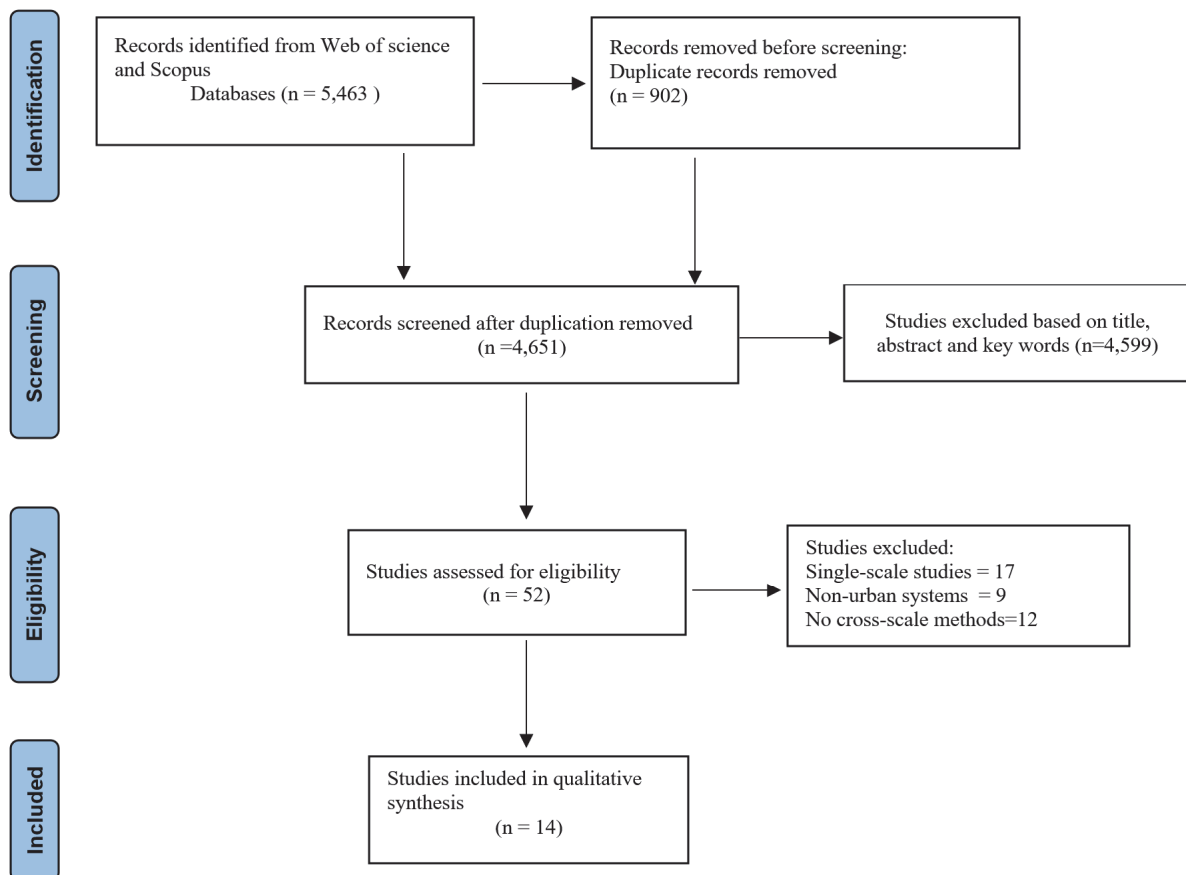 Identification
Records identified from Web of science
and Scopus
Databases (n = 5,463 )
Records removed before screening:
Duplicate records removed
(n = 902)
Screening
Records screened after duplication removed
(n =4,651)
Studies excluded based on title,
abstract and key words (n=4,599)
Eligibility
Studies assessed for eligibility
(n = 52)
Studies excluded:
Single-scale studies = 17
Non-urban systems = 9
No cross-scale methods=12
Included
Studies included in qualitative
synthesis
(n = 14)